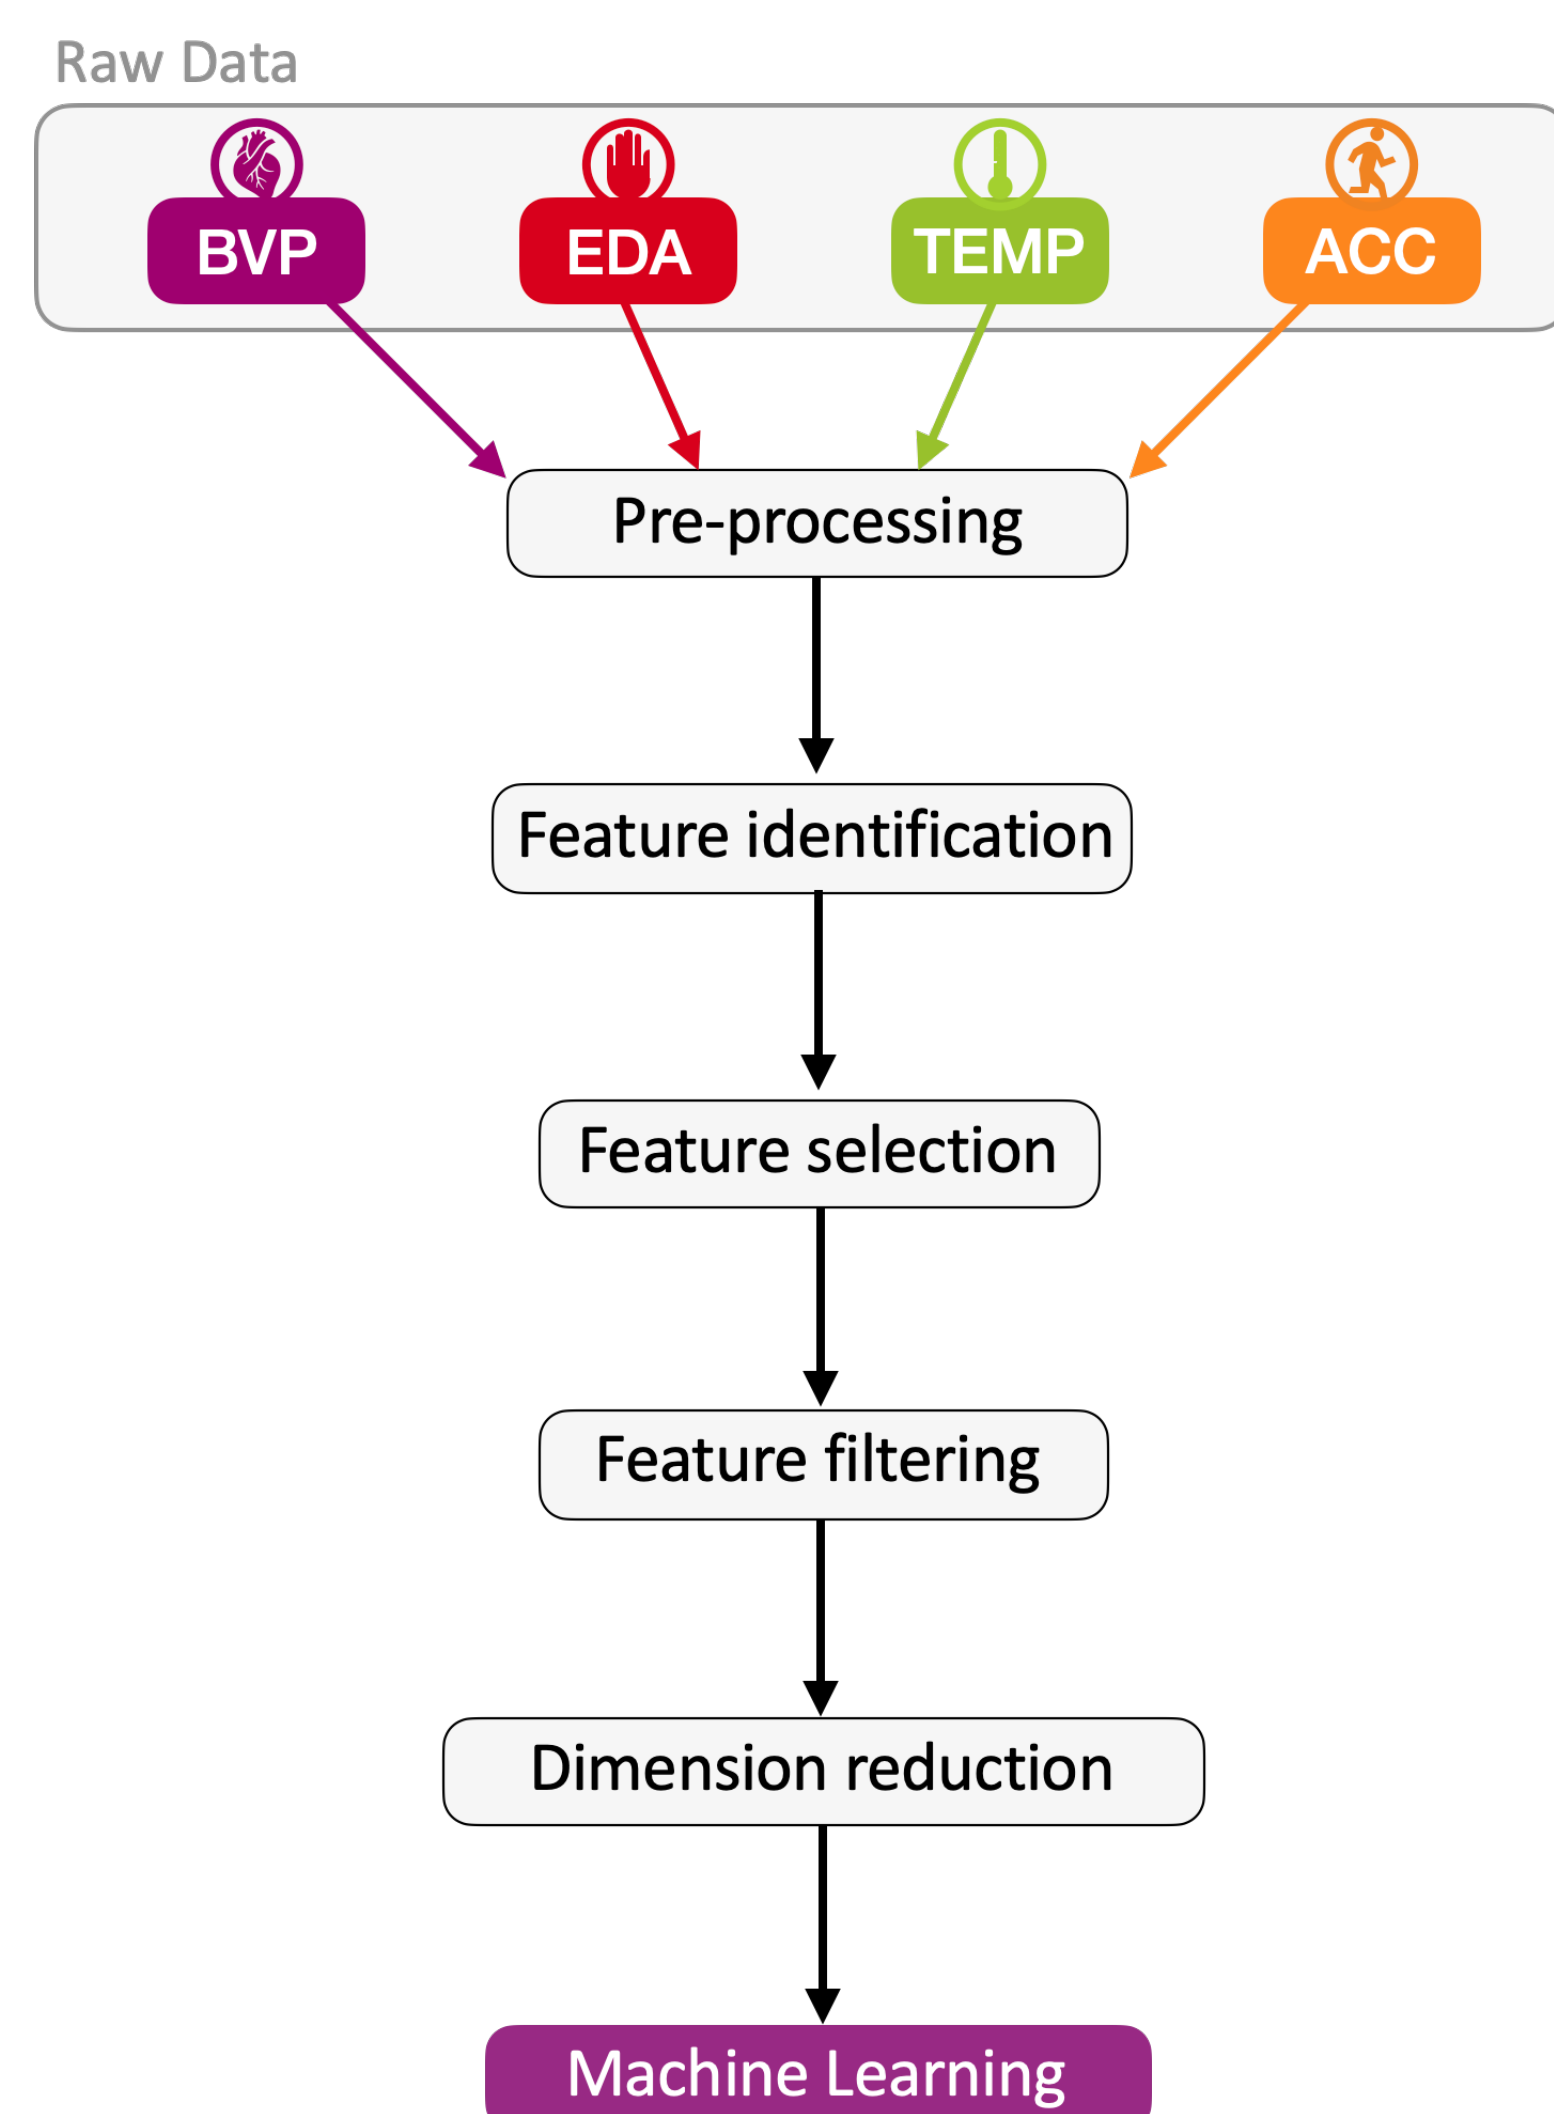 Raw Data
BVP EDA TEMP ACC
Pre-processing
Feature identification
Feature selection
Feature filtering
Dimension reduction
Machine Learning